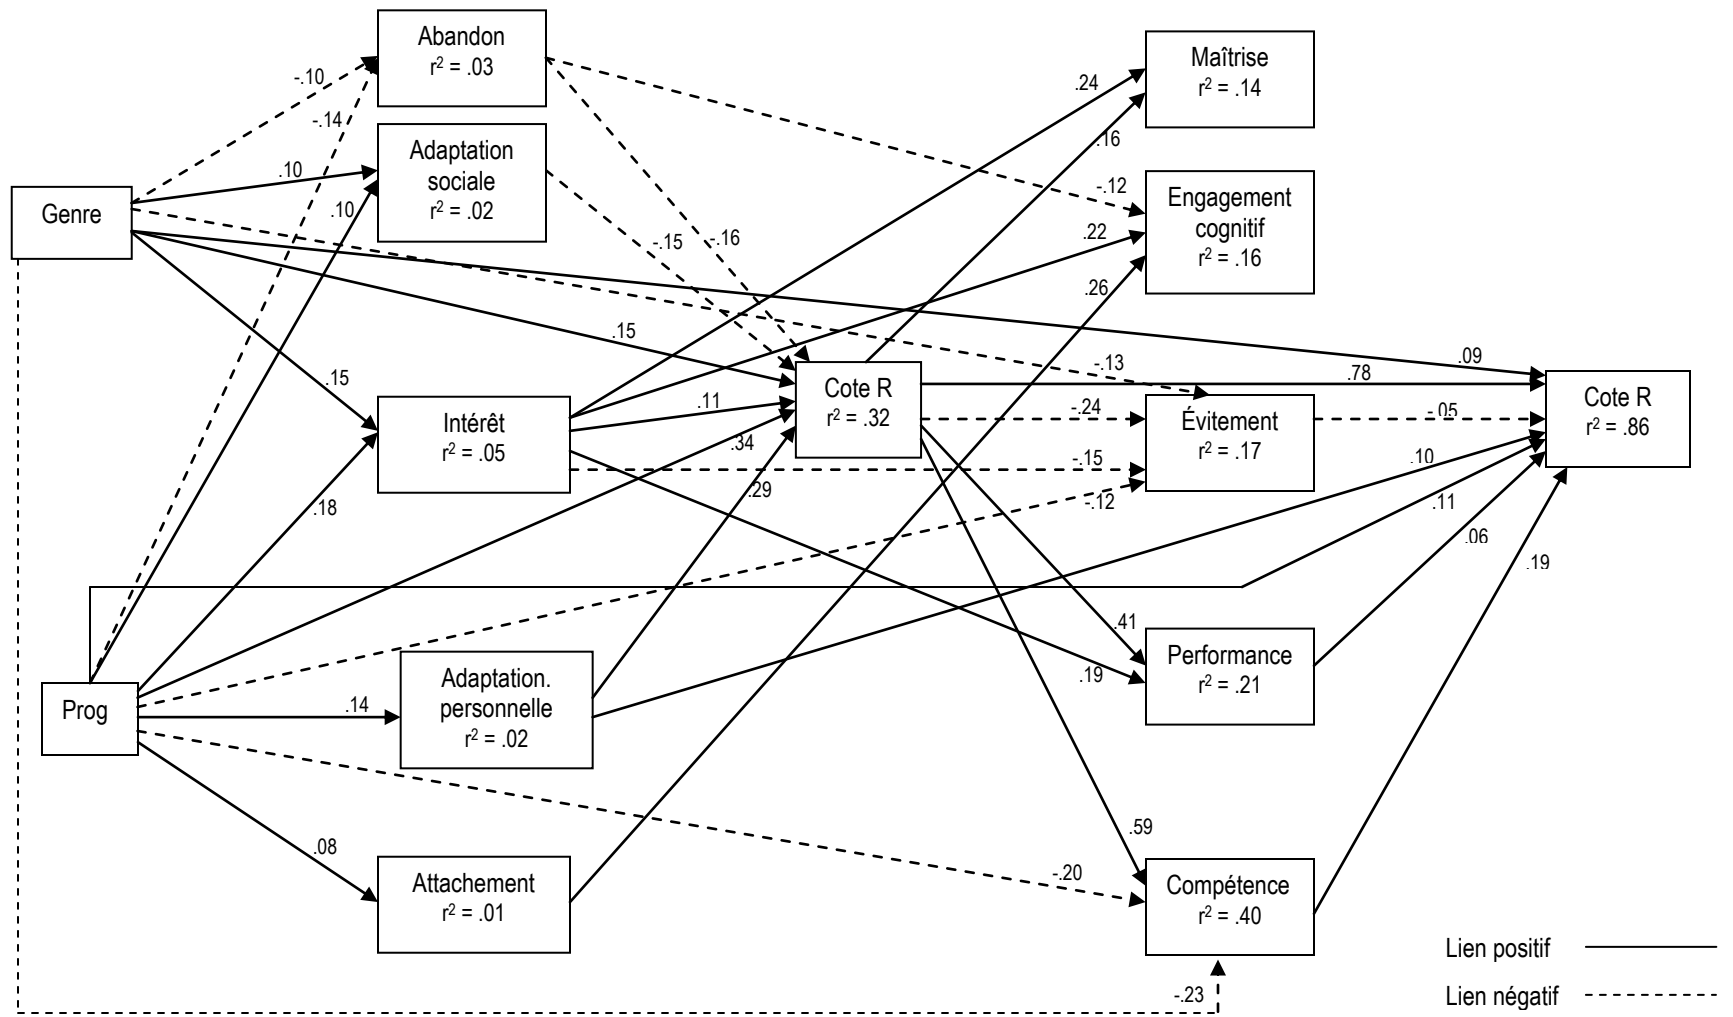 Abandon
r² = .03
Maîtrise
r² = .14
-.10
.24
-.14
Adaptation
sociale
r² = .02
.10
.16
Engagement
cognitif
r² = .16
-.12
Genre
.10
-.15
-.16
.22
.26
.15
.09
-.13
.78
.15
Cote R
r² = .32
Cote R
r² = .86
Intérêt
r² = .05
.11
-.24
Évitement
r² = .17
-.05
.34
-.15
.10
.29
-.12
.11
.18
.06
.19
.41
Performance
r² = .21
.19
Adaptation.
personnelle
r² = .02
Prog
.14
.59
.08
-.20
Attachement
r² = .01
Compétence
r² = .40
Lien positif
-.23
Lien négatif